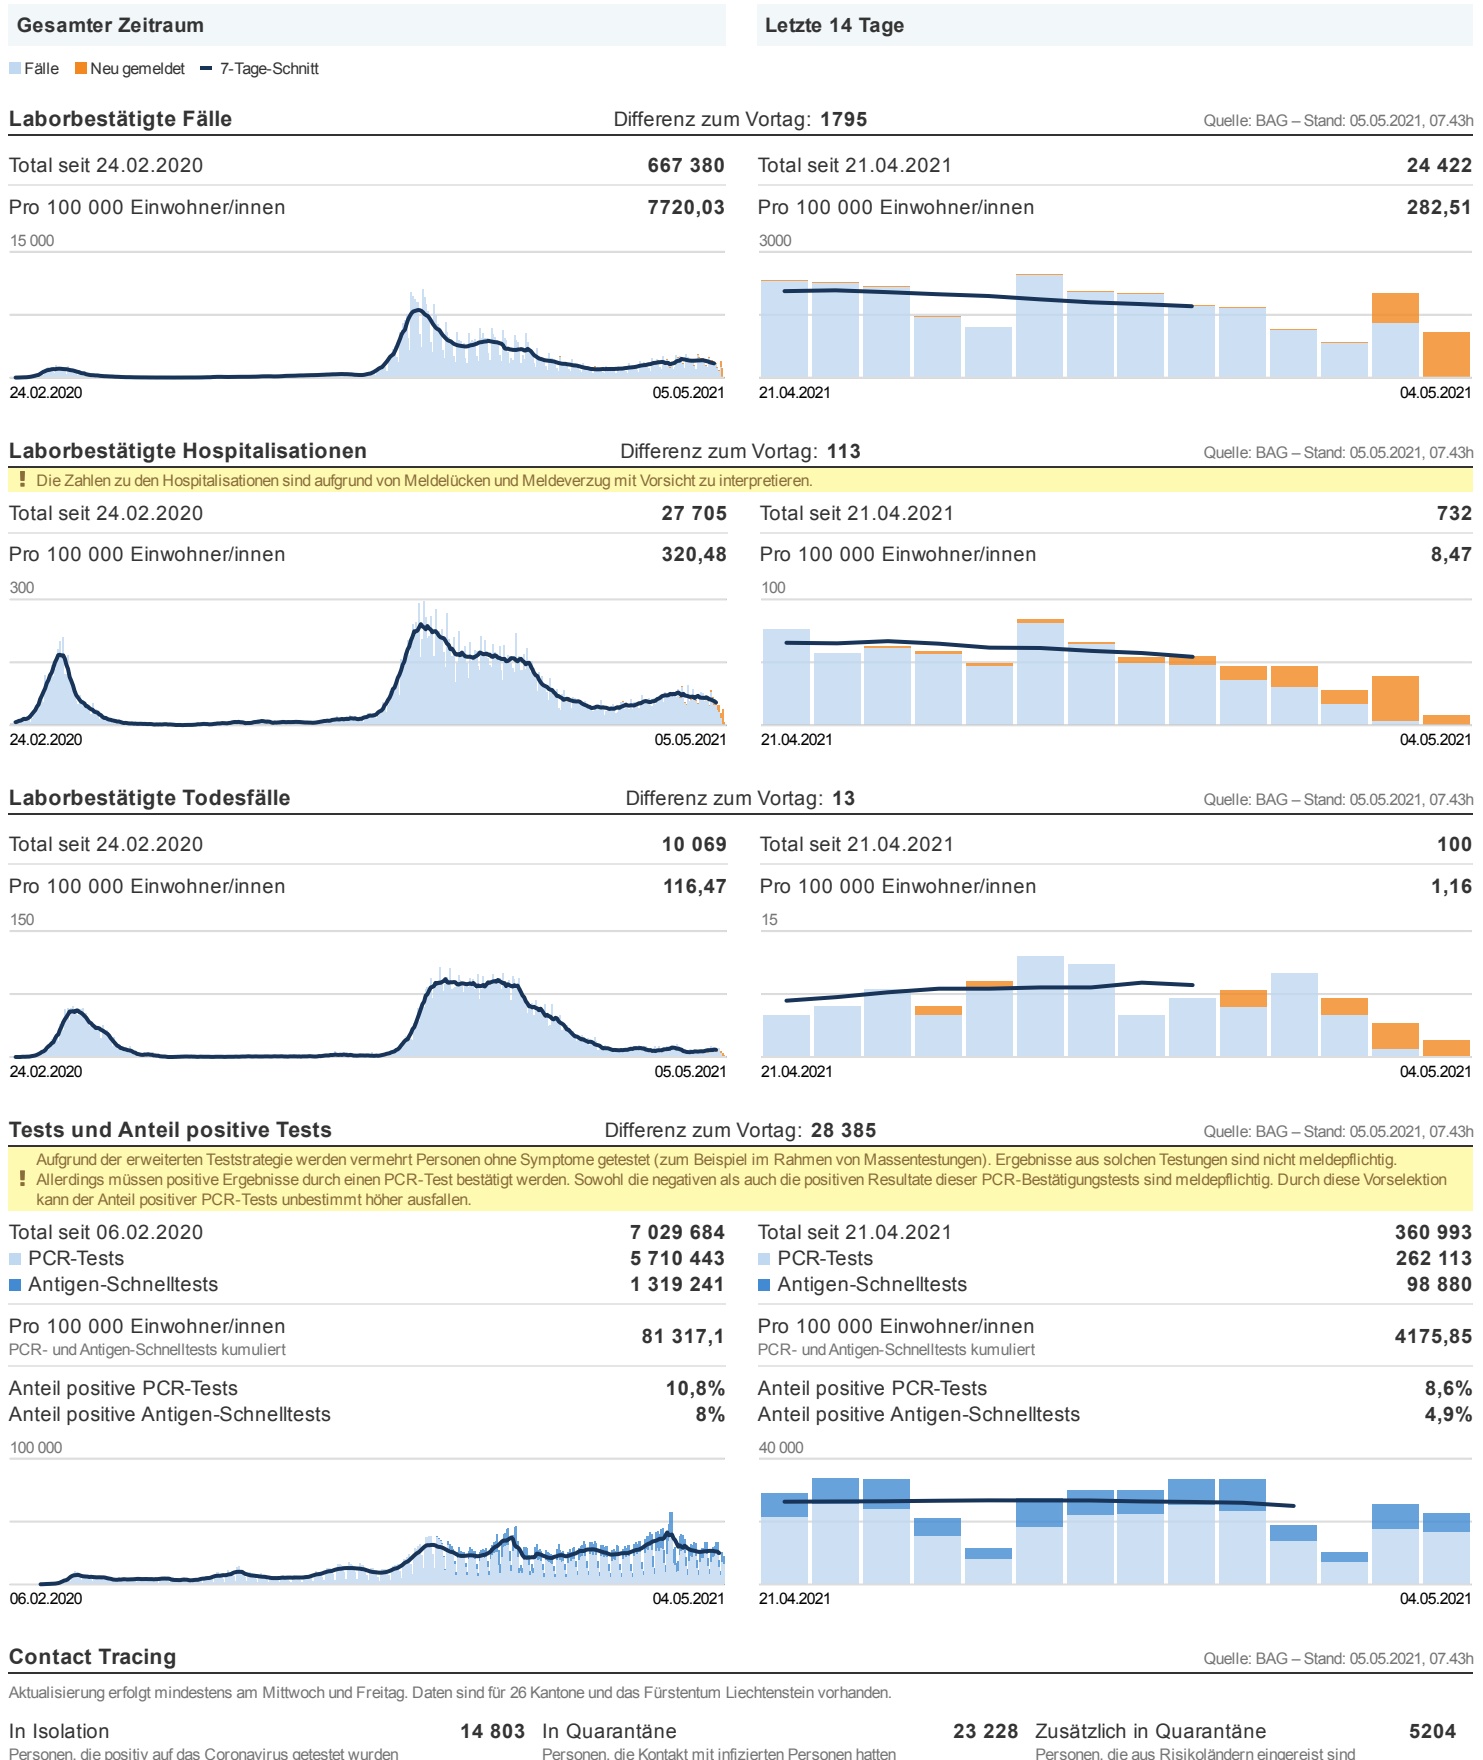 Gesamter Zeitraum
Letzte 14 Tage
Fälle Neu gemeldet 7-Tage-Schnitt
Laborbestätigte Fälle Differenz zum Vortag: 1795 Quelle: BAG – Stand: 05.05.2021, 07.43h
Total seit 24.02.2020 667 380
Pro 100 000 Einwohner/innen 7720,03
15 000
24.02.2020 05.05.2021
Total seit 21.04.2021 24 422
Pro 100 000 Einwohner/innen 282,51
3000
21.04.2021 04.05.2021
Laborbestätigte Hospitalisationen Differenz zum Vortag: 113 Quelle: BAG – Stand: 05.05.2021, 07.43h
! Die Zahlen zu den Hospitalisationen sind aufgrund von Meldelücken und Meldeverzug mit Vorsicht zu interpretieren.
Total seit 24.02.2020 27 705
Pro 100 000 Einwohner/innen 320,48
300
24.02.2020 05.05.2021
Total seit 21.04.2021 732
Pro 100 000 Einwohner/innen 8,47
100
21.04.2021 04.05.2021
Laborbestätigte Todesfälle Differenz zum Vortag: 13 Quelle: BAG – Stand: 05.05.2021, 07.43h
Total seit 24.02.2020 10 069
Pro 100 000 Einwohner/innen 116,47
150
24.02.2020 05.05.2021
Total seit 21.04.2021 100
Pro 100 000 Einwohner/innen 1,16
15
21.04.2021 04.05.2021
Tests und Anteil positive Tests Differenz zum Vortag: 28 385 Quelle: BAG – Stand: 05.05.2021, 07.43h
Aufgrund der erweiterten Teststrategie werden vermehrt Personen ohne Symptome getestet (zum Beispiel im Rahmen von Massentestungen). Ergebnisse aus solchen Testungen sind nicht meldepflichtig.
! Allerdings müssen positive Ergebnisse durch einen PCR-Test bestätigt werden. Sowohl die negativen als auch die positiven Resultate dieser PCR-Bestätigungstests sind meldepflichtig. Durch diese Vorselektion
kann der Anteil positiver PCR-Tests unbestimmt höher ausfallen.
Total seit 06.02.2020 7 029 684
PCR-Tests 5 710 443
Antigen-Schnelltests 1 319 241
Pro 100 000 Einwohner/innen 81 317,1
PCR- und Antigen-Schnelltests kumuliert
Anteil positive PCR-Tests 10,8%
Anteil positive Antigen-Schnelltests 8%
100 000
06.02.2020 04.05.2021
Total seit 21.04.2021 360 993
PCR-Tests 262 113
Antigen-Schnelltests 98 880
Pro 100 000 Einwohner/innen 4175,85
PCR- und Antigen-Schnelltests kumuliert
Anteil positive PCR-Tests 8,6%
Anteil positive Antigen-Schnelltests 4,9%
40 000
21.04.2021 04.05.2021
Contact Tracing Quelle: BAG – Stand: 05.05.2021, 07.43h
Aktualisierung erfolgt mindestens am Mittwoch und Freitag. Daten sind für 26 Kantone und das Fürstentum Liechtenstein vorhanden.
In Isolation 14 803
Personen, die positiv auf das Coronavirus getestet wurden
In Quarantäne 23 228
Personen, die Kontakt mit infizierten Personen hatten
Zusätzlich in Quarantäne 5204
Personen, die aus Risikoländern eingereist sind